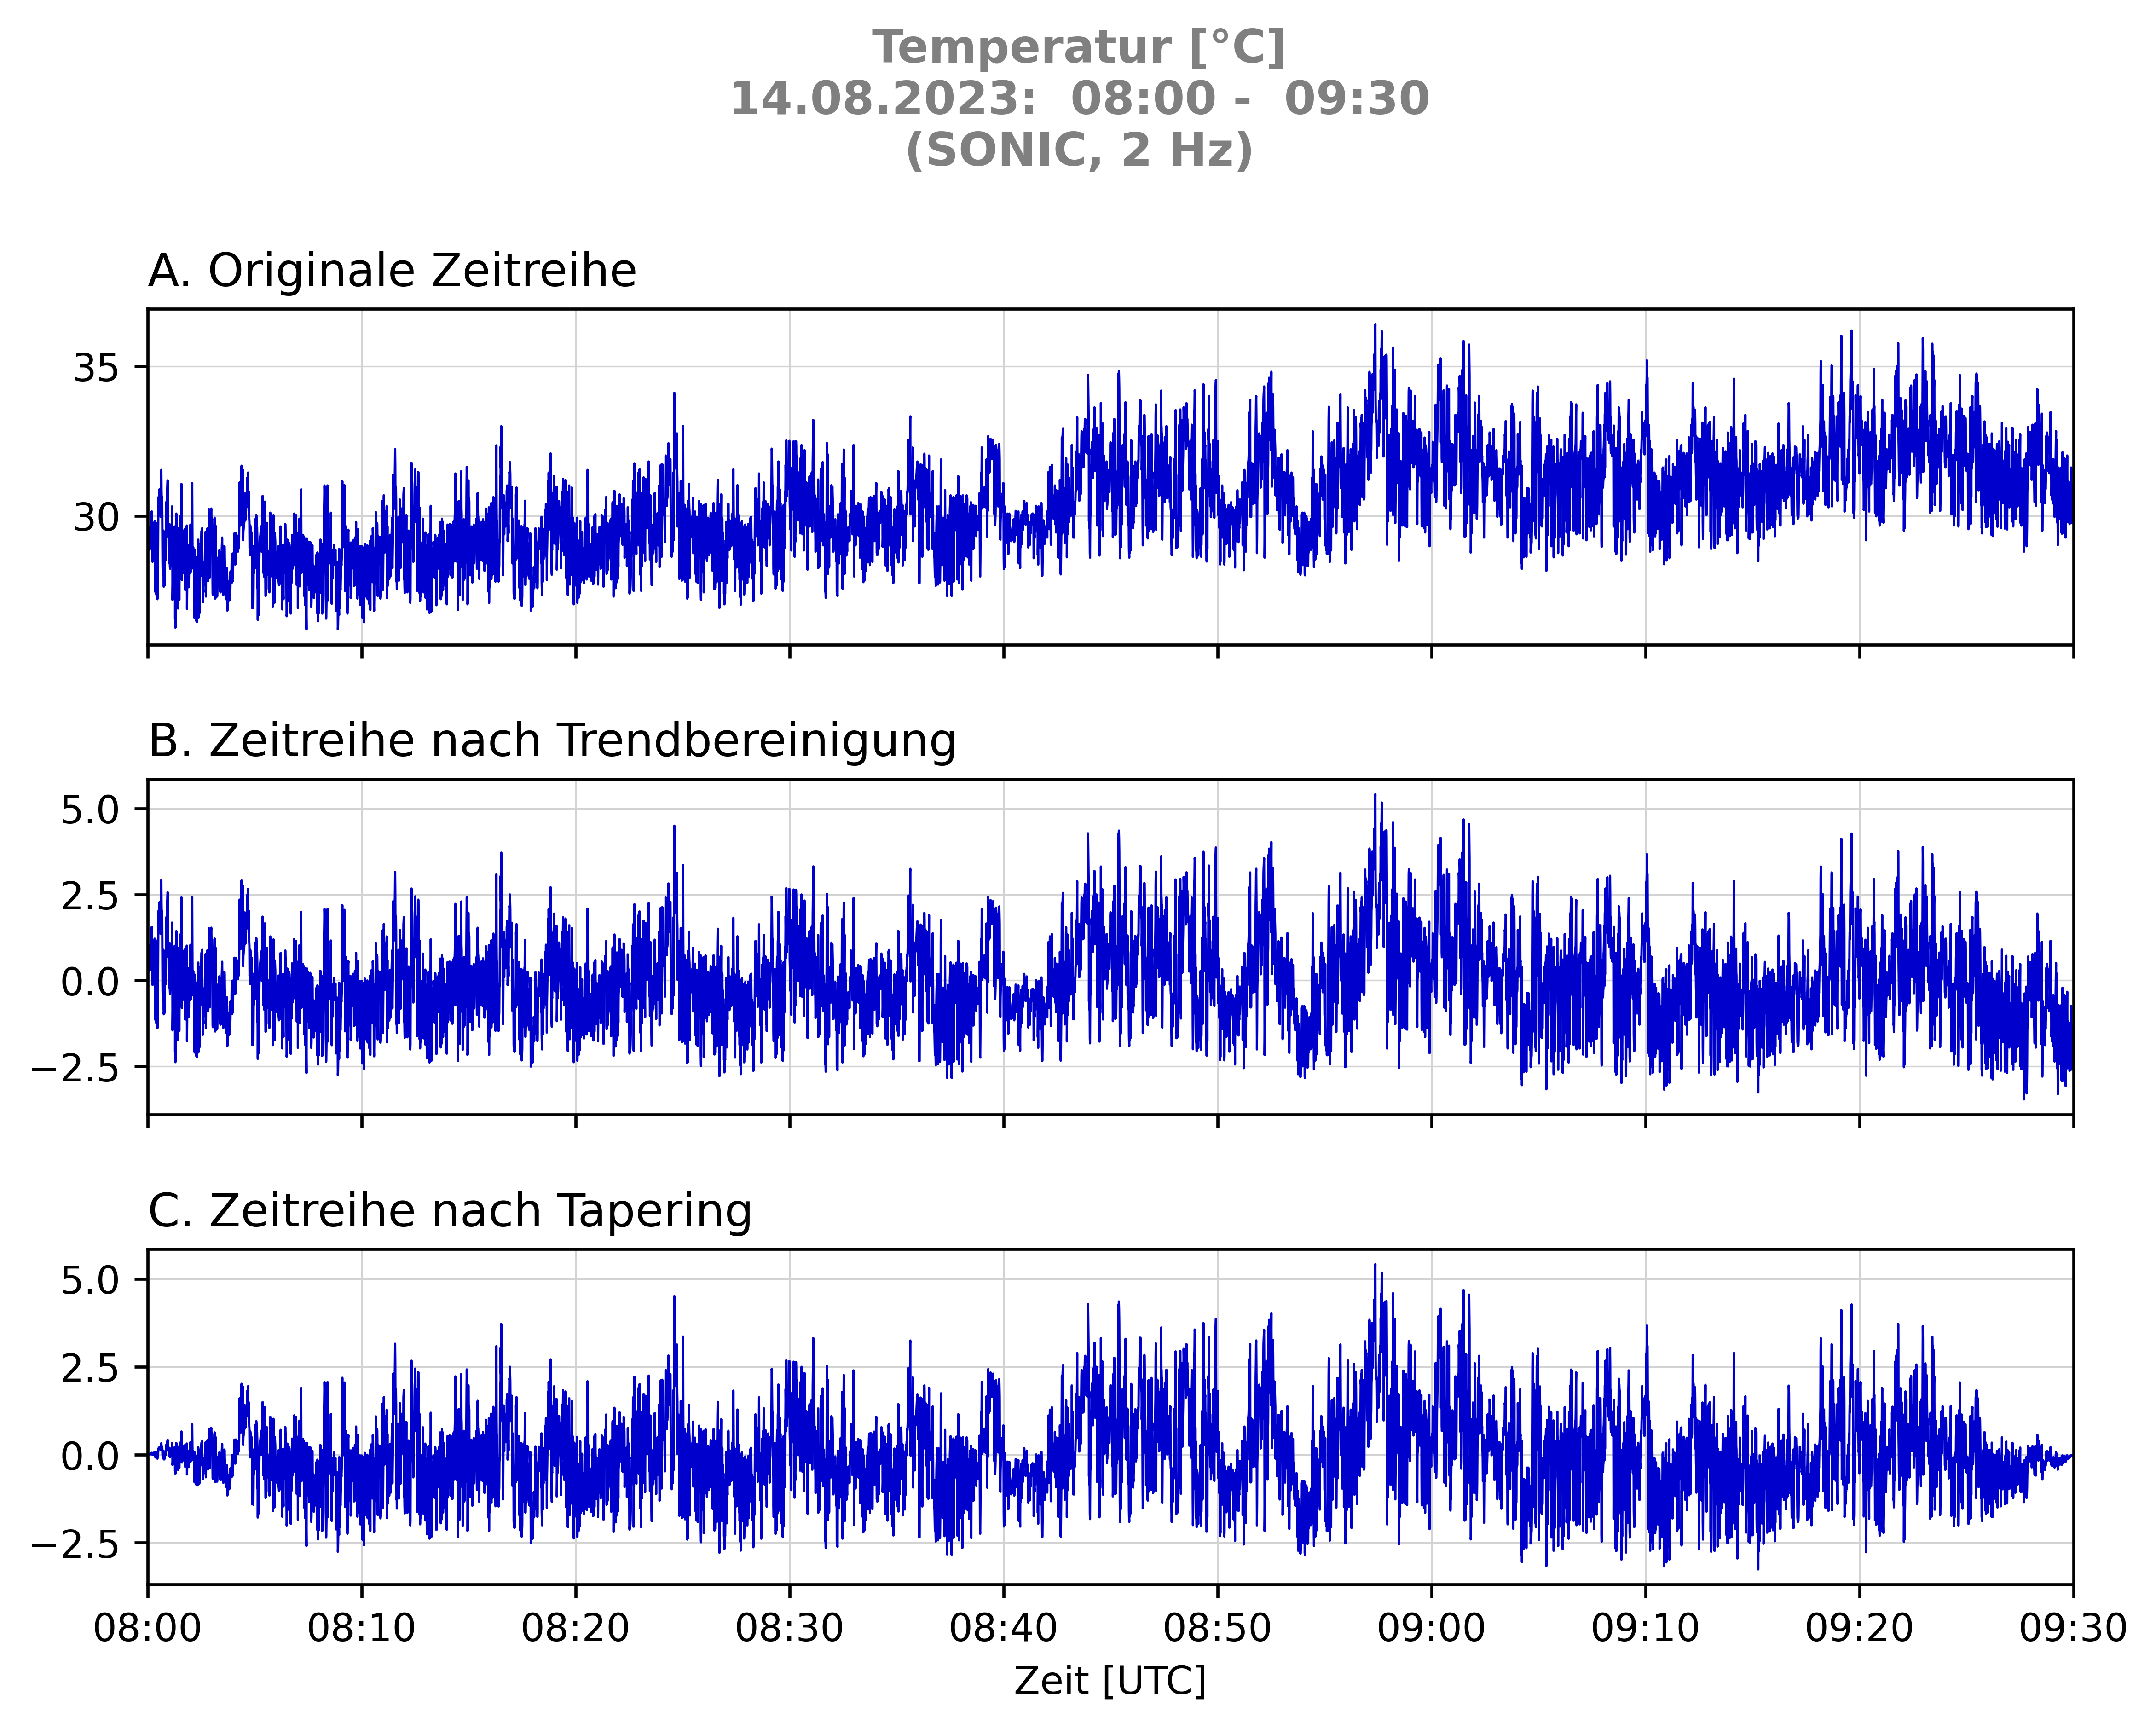 Temperatur [°C]
14.08.2023:  08:00 -  09:30
(SONIC, 2 Hz)
A. Originale Zeitreihe
35
30
B. Zeitreihe nach Trendbereinigung
5.0
2.5
0.0
−2.5
C. Zeitreihe nach Tapering
5.0
2.5
0.0
−2.5
08:00 08:10 08:20 08:30 08:40 08:50 09:00 09:10 09:20 09:30
Zeit [UTC]